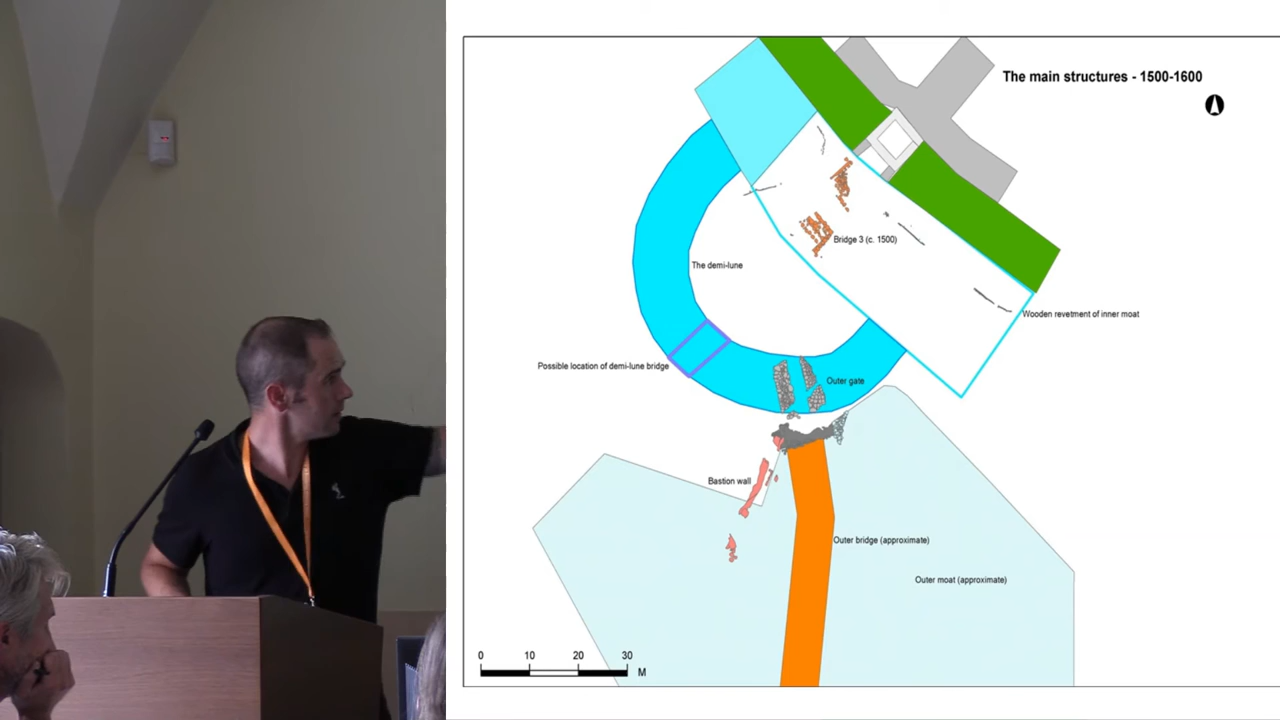 The main structures - 1500-1600
Bridge 3 (c. 1500)
The demi-lune
Wooden revetment of inner moat
Possible location of demi-lune bridge
Outer gate
Bastion wall
Outer bridge (approximate)
Outer moat (approximate)
0 10 20 30
M